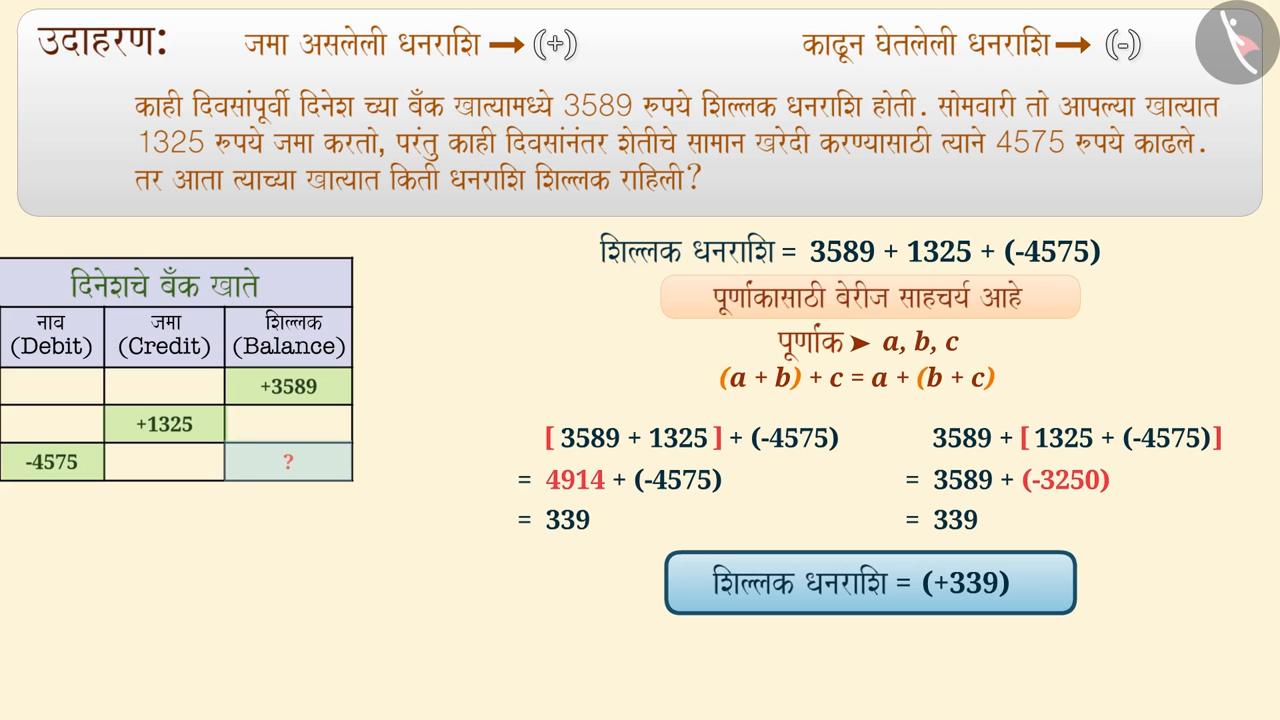 उदाहरण:
जमा असलेली धनराशि → (+)
काढून घेतलेली धनराशि → (-)
काही दिवसांपूर्वी दिनेश च्या बँक खात्यामध्ये 3589 रुपये शिल्लक धनराशि होती. सोमवारी तो आपल्या खात्यात
1325 रुपये जमा करतो, परंतु काही दिवसांनंतर शेतीचे सामान खरेदी करण्यासाठी त्याने 4575 रुपये काढले.
तर आता त्याच्या खात्यात किती धनराशि शिल्लक राहिली?
दिनेशचे बँक खाते
नाव (Debit) जमा (Credit) शिल्लक (Balance)
+3589
+1325
-4575 ?
शिल्लक धनराशि = 3589 + 1325 + (-4575)
पूर्णाकासाठी वेरीज साहचर्य आहे
पूर्णाक ➤ a, b, c
(a + b) + c = a + (b + c)
[ 3589 + 1325 ] + (-4575)
= 4914 + (-4575)
= 339
3589 + [ 1325 + (-4575) ]
= 3589 + (-3250)
= 339
शिल्लक धनराशि = (+339)